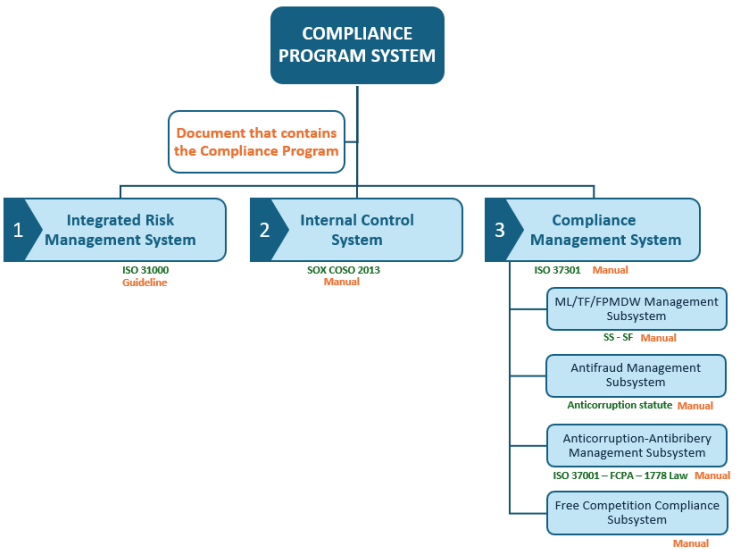 COMPLIANCE
PROGRAM SYSTEM
Document that contains
the Compliance Program
1
Integrated Risk
Management System
ISO 31000
Guideline
2
Internal Control
System
SOX COSO 2013
Manual
3
Compliance
Management System
ISO 37301 Manual
ML/TF/FPMDW Management
Subsystem
SS - SF Manual
Antifraud Management
Subsystem
Anticorruption statute Manual
Anticorruption-Antibribery
Management Subsystem
ISO 37001 – FCPA – 1778 Law Manual
Free Competition Compliance
Subsystem
Manual